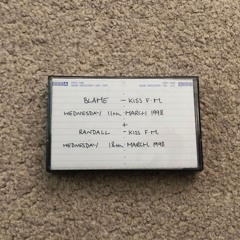 BLAME - KISS F.M.
WEDNESDAY 11th MARCH 1998
+
RANDALL - KISS F.M.
WEDNESDAY 18th MARCH 1998